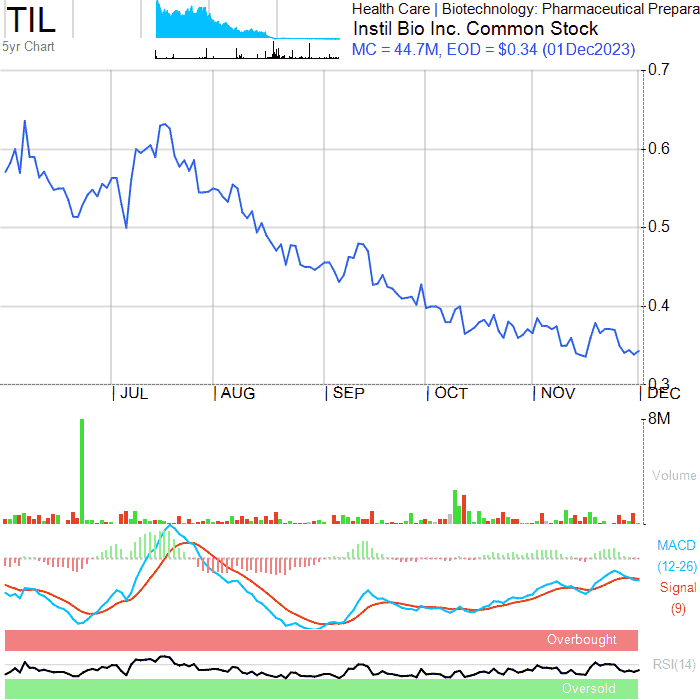 TIL
5yr Chart
Health Care | Biotechnology: Pharmaceutical Prepara
Instil Bio Inc. Common Stock
MC = 44.7M, EOD = $0.34 (01Dec2023)
0.7
0.6
0.5
0.4
0.3
JUL AUG SEP OCT NOV DEC
8M
Volume
MACD
(12-26)
Signal
(9)
Overbought
RSI(14)
Oversold